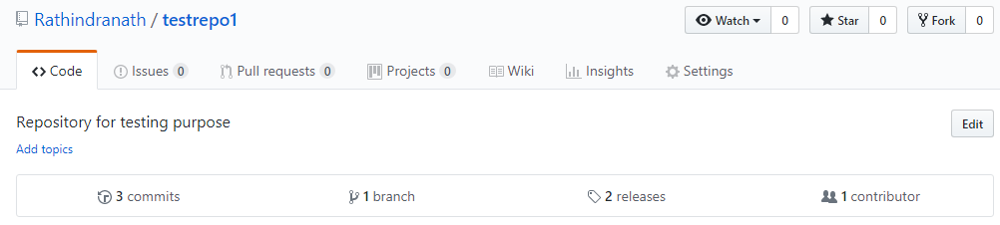 Rathindranath / testrepo1 Watch 0 Star 0 Fork 0
Code Issues 0 Pull requests 0 Projects 0 Wiki Insights Settings
Repository for testing purpose Edit
Add topics
3 commits 1 branch 2 releases 1 contributor